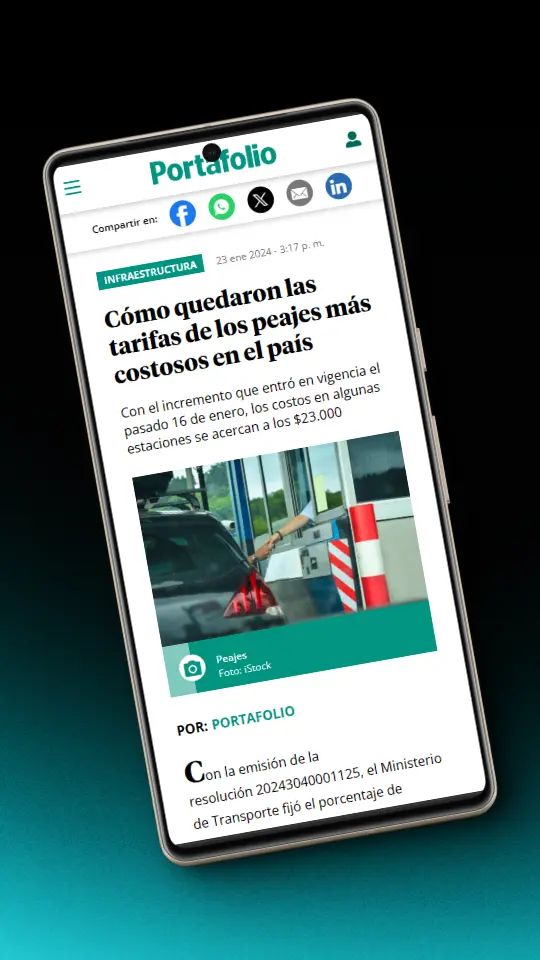 Portafolio
Compartir en:
INFRAESTRUCTURA 23 ene 2024 - 3:17 p. m.
Cómo quedaron las
tarifas de los peajes más
costosos en el país
Con el incremento que entró en vigencia el
pasado 16 de enero, los costos en algunas
estaciones se acercan a los $23.000
Peajes
Foto: iStock
POR: PORTAFOLIO
Con la emisión de la
resolución 20243040001125, el Ministerio
de Transporte fijó el porcentaje de